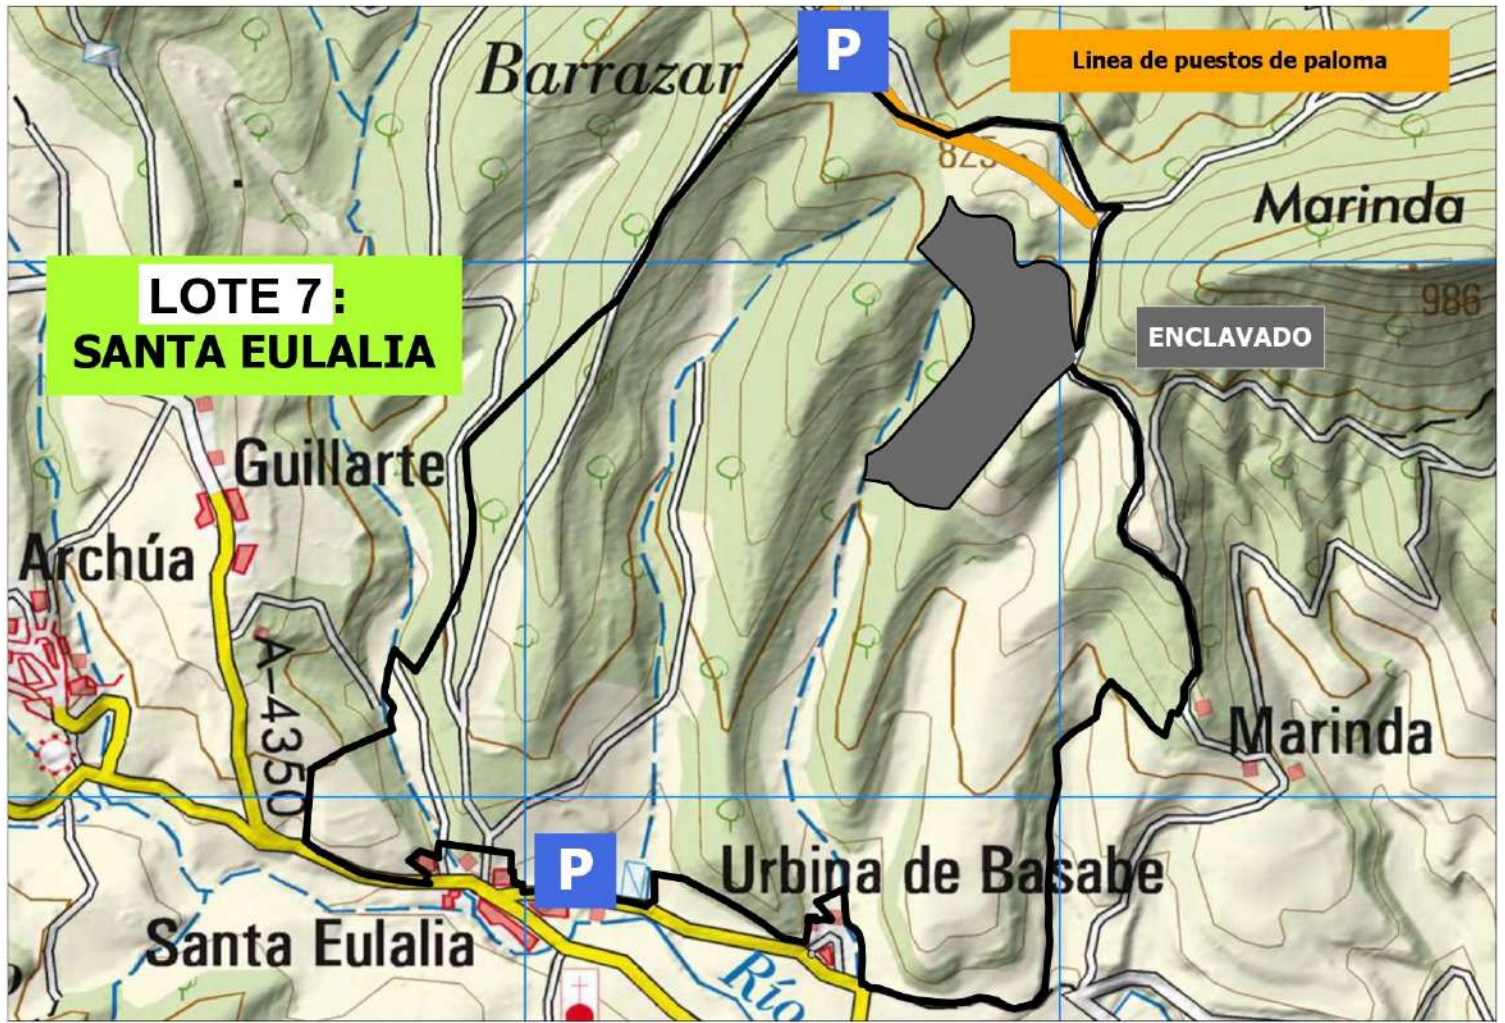 P
Linea de puestos de paloma
Barrazar
825
Marinda
LOTE 7:
SANTA EULALIA
986
ENCLAVADO
Guillarte
Archúa
A-4350
Marinda
P
Urbina de Basabe
Santa Eulalia
Río